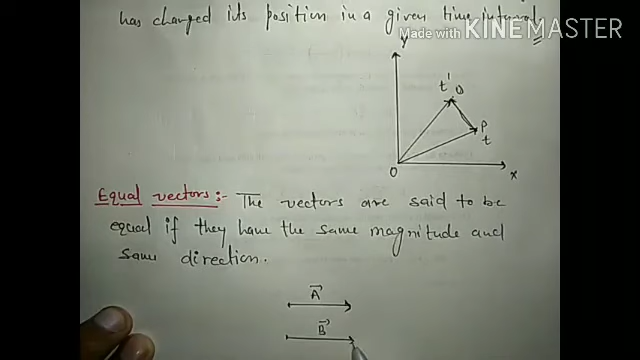 has changed its position in a given time interval
Made with KINEMASTER
Y
t' Q
P
t
O
X
Equal vectors:- The vectors are said to be
equal if they have the same magnitude and
same direction.
A⃗
B⃗